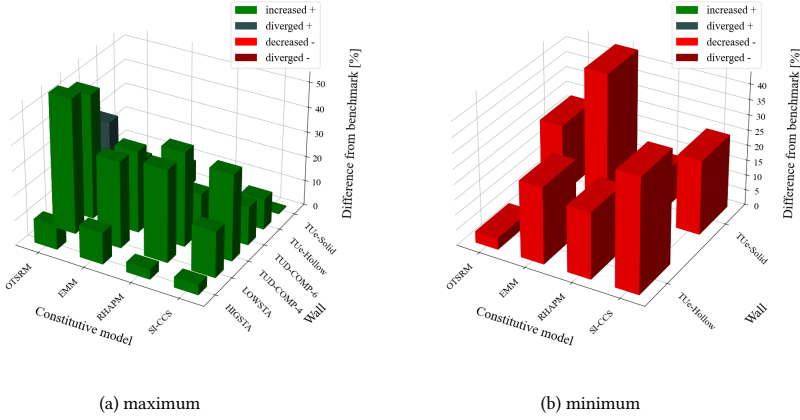 increased +
diverged +
decreased -
diverged -
50
40
30
20
10
0
Difference from benchmark [%]
OTSRM
EMM
RHAPM
SI-CCS
Constitutive model
HIGSTA
LOWSTA
TUD-COMP-4
TUD-COMP-6
TUe-Hollow
TUe-Solid
Wall
(a) maximum
increased +
diverged +
decreased -
diverged -
40
35
30
25
20
15
10
5
0
Difference from benchmark [%]
OTSRM
EMM
RHAPM
SI-CCS
Constitutive model
TUe-Hollow
TUe-Solid
Wall
(b) minimum